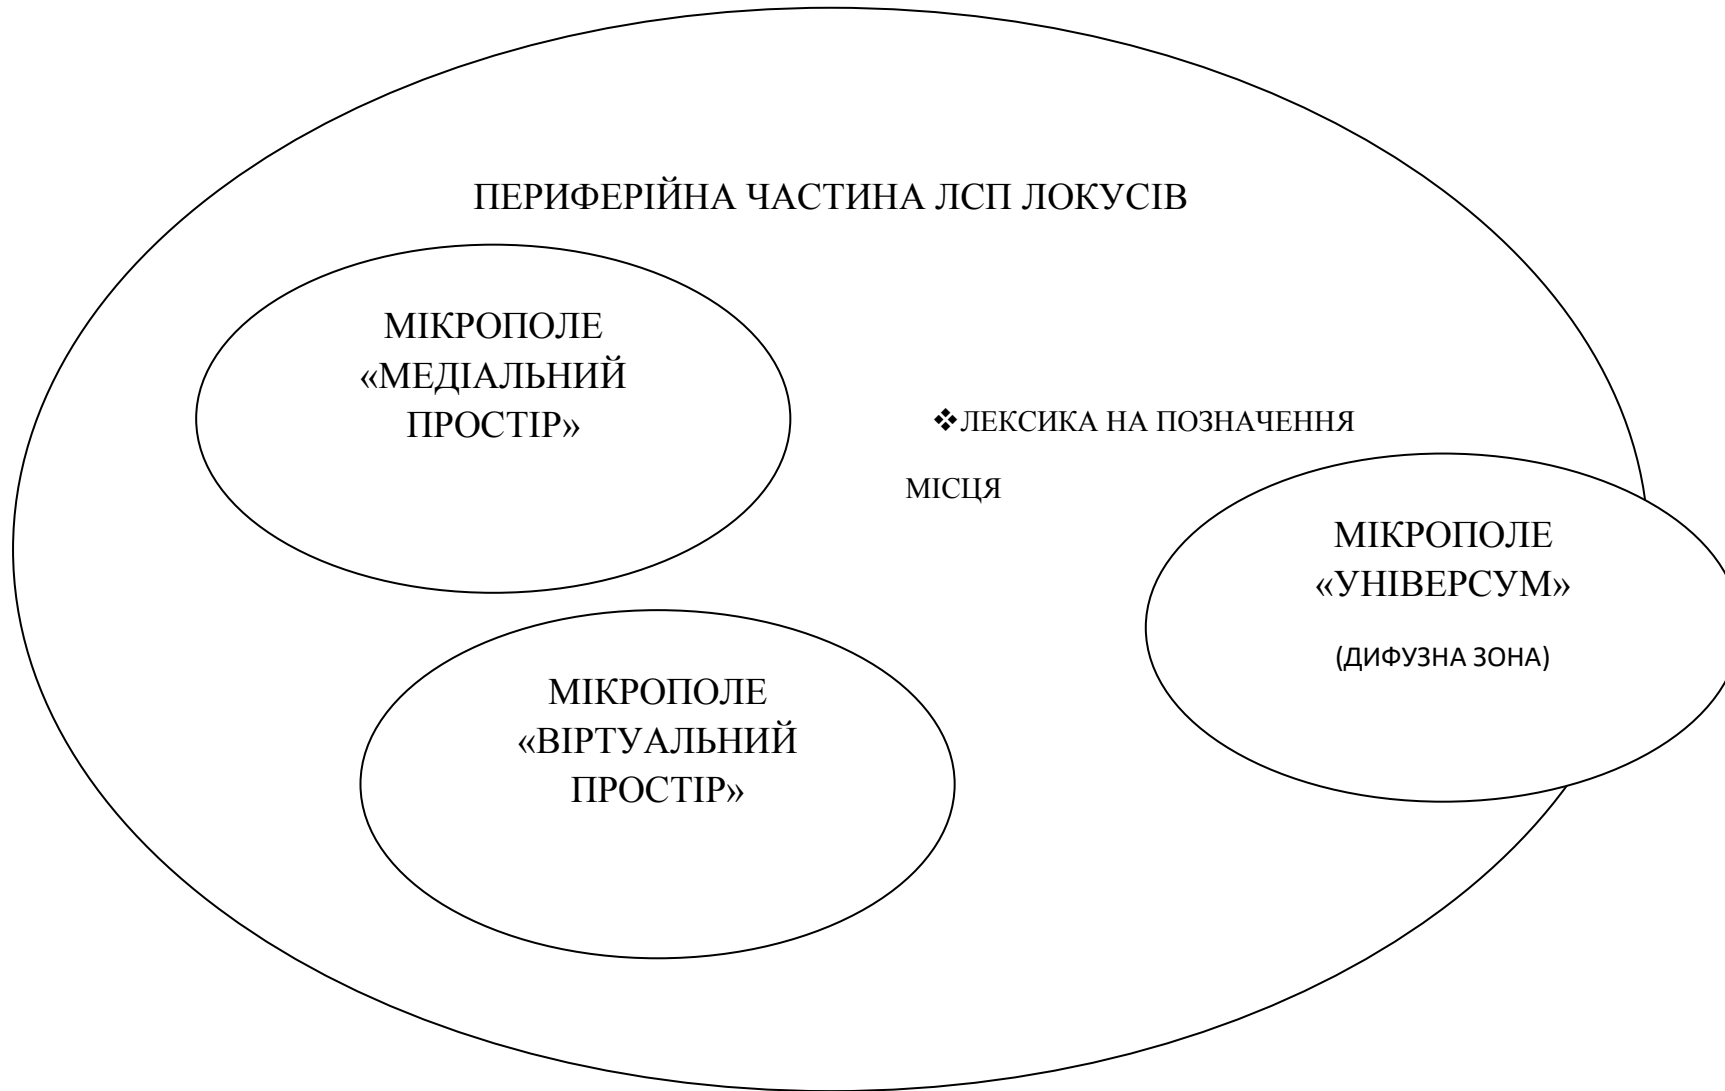 ПЕРИФЕРІЙНА ЧАСТИНА ЛСП ЛОКУСІВ
МІКРОПОЛЕ
«МЕДІАЛЬНИЙ
ПРОСТІР»
❖ЛЕКСИКА НА ПОЗНАЧЕННЯ
МІСЦЯ
МІКРОПОЛЕ
«УНІВЕРСУМ»
(ДИФУЗНА ЗОНА)
МІКРОПОЛЕ
«ВІРТУАЛЬНИЙ
ПРОСТІР»